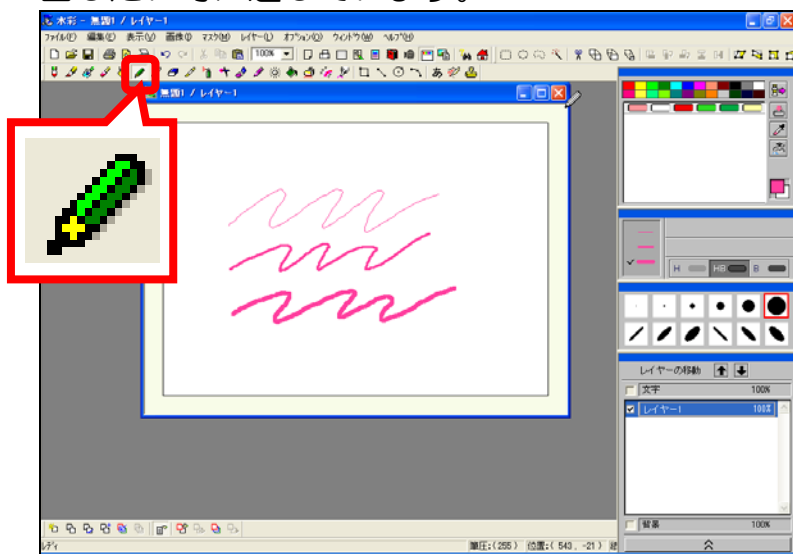 水彩 - 無題1 / レイヤー1
ファイル(F) 編集(E) 表示(V) 画像(I) マスク(M) レイヤー(L) オプション(O) ウィンドウ(W) ヘルプ(H)
100%
あ
無題1 / レイヤー1
H HB B
レイヤーの移動
文字 100%
レイヤー1 100%
背景 100%
レディ
筆圧:(255) 位置:( 543, -21)